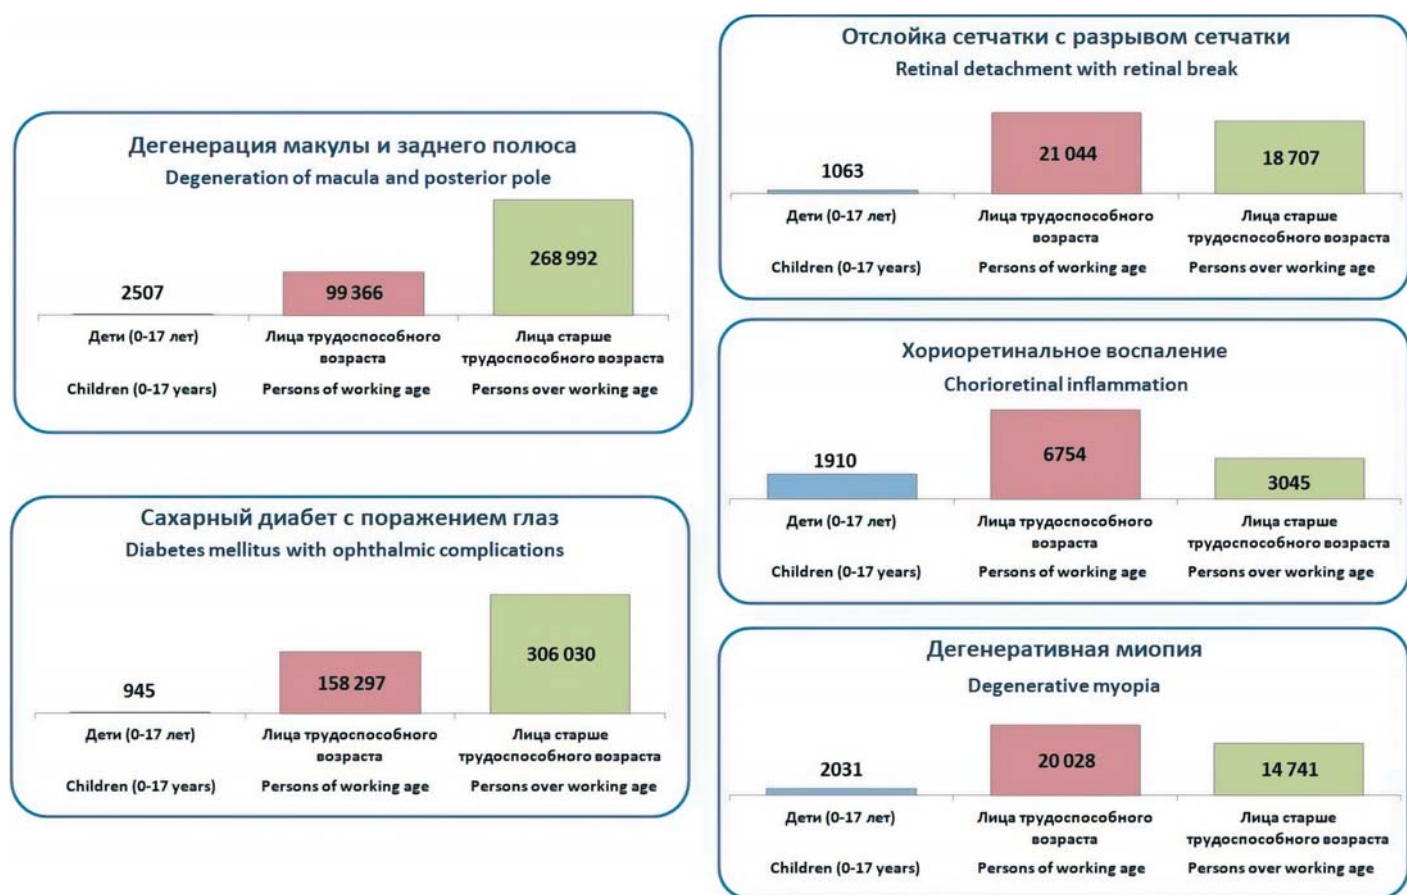 Дегенерация макулы и заднего полюса
Degeneration of macula and posterior pole
2507
99 366
268 992
Дети (0-17 лет)
Лица трудоспособного
возраста
Лица старше
трудоспособного возраста
Children (0-17 years)
Persons of working age
Persons over working age
Сахарный диабет с поражением глаз
Diabetes mellitus with ophthalmic complications
945
158 297
306 030
Дети (0-17 лет)
Лица трудоспособного
возраста
Лица старше
трудоспособного возраста
Children (0-17 years)
Persons of working age
Persons over working age
Отслойка сетчатки с разрывом сетчатки
Retinal detachment with retinal break
1063
21 044
18 707
Дети (0-17 лет)
Лица трудоспособного
возраста
Лица старше
трудоспособного возраста
Children (0-17 years)
Persons of working age
Persons over working age
Хориоретинальное воспаление
Chorioretinal inflammation
1910
6754
3045
Дети (0-17 лет)
Лица трудоспособного
возраста
Лица старше
трудоспособного возраста
Children (0-17 years)
Persons of working age
Persons over working age
Дегенеративная миопия
Degenerative myopia
2031
20 028
14 741
Дети (0-17 лет)
Лица трудоспособного
возраста
Лица старше
трудоспособного возраста
Children (0-17 years)
Persons of working age
Persons over working age